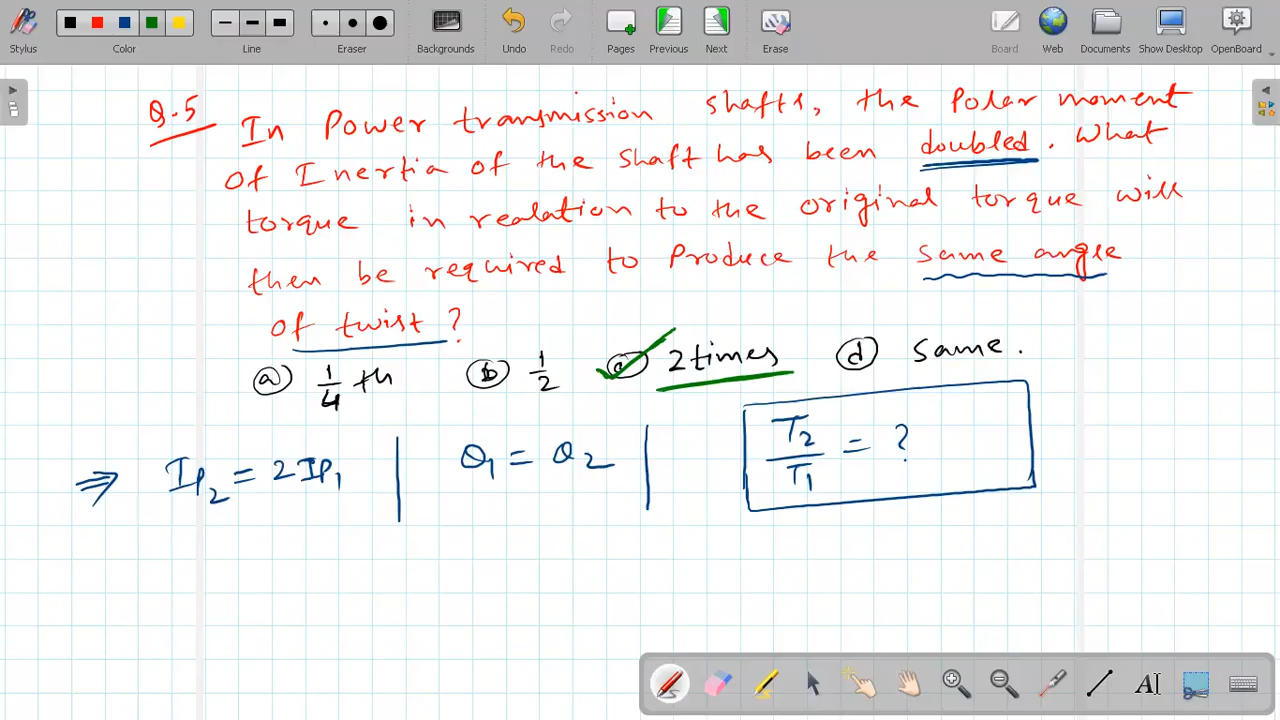 Stylus Color Line Eraser Backgrounds Undo Redo Pages Previous Next Erase Board Web Documents Show Desktop OpenBoard
Q.5 In Power transmission shafts, the Polar moment
Of Inertia of the shaft has been doubled. What
torque in realation to the original torque will
then be required to Produce the same angle
Of twist ?
(a) 1/4 th (b) 1/2 (c) 2 times (d) Same.
⇒ IP₂ = 2IP₁ | θ₁ = θ₂ | T₂/T₁ = ?